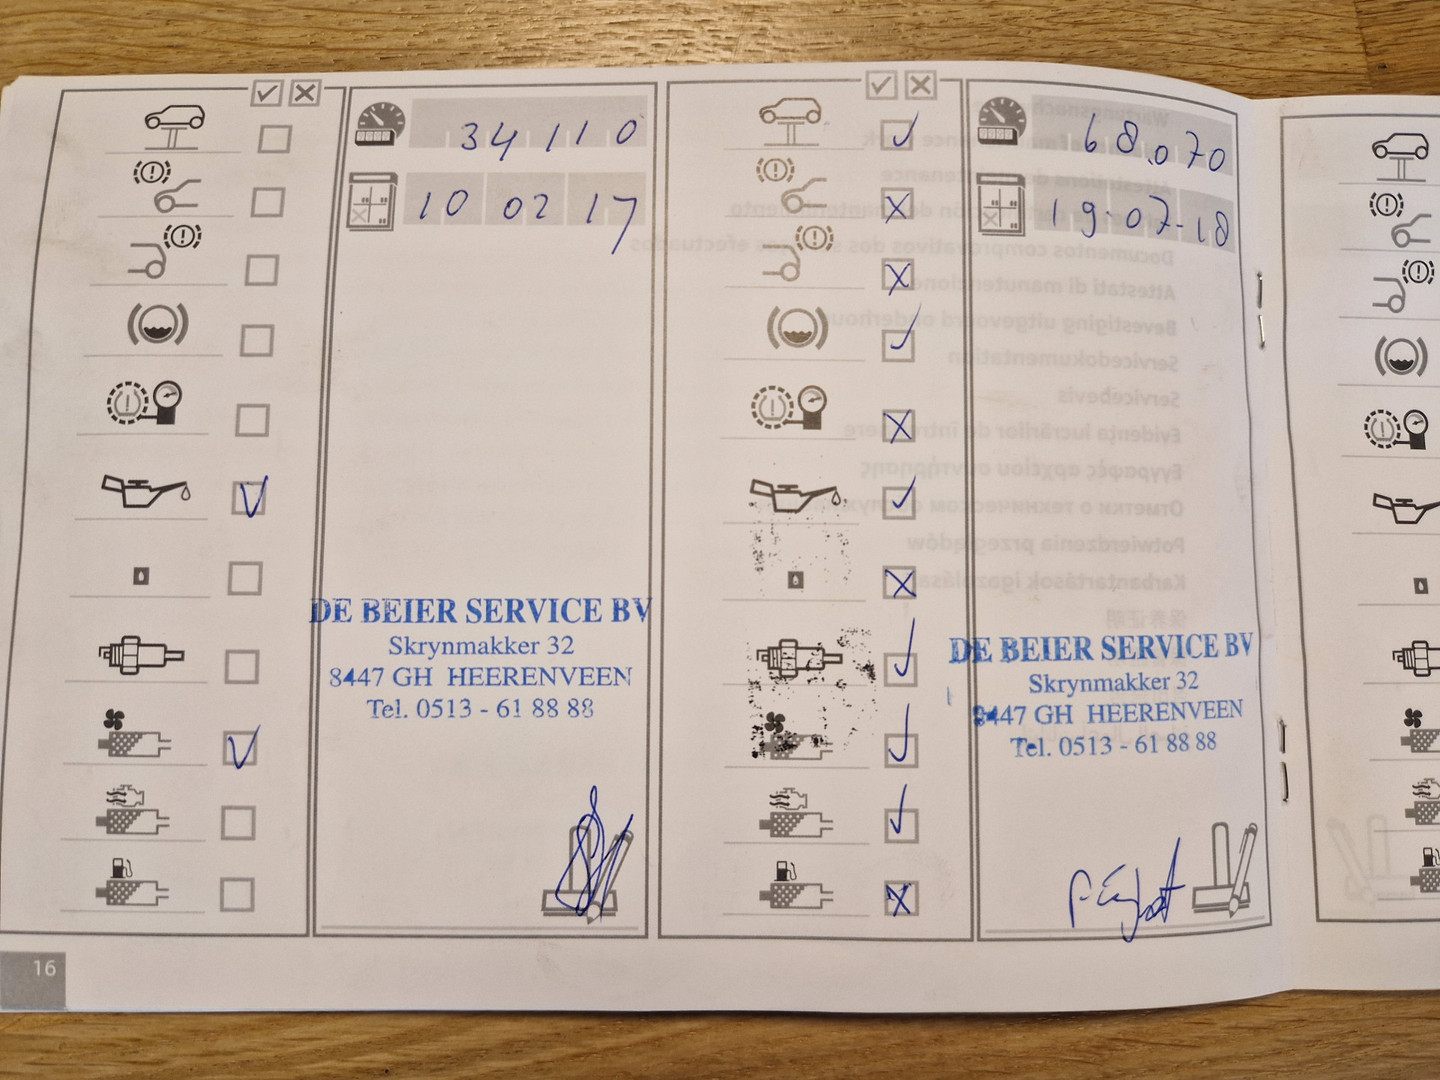 34110
10 02 17
DE BEIER SERVICE BV
Skrynmakker 32
8447 GH HEERENVEEN
Tel. 0513 - 61 88 88
16
68.070
19-07-18
DE BEIER SERVICE BV
Skrynmakker 32
8447 GH HEERENVEEN
Tel. 0513 - 61 88 88